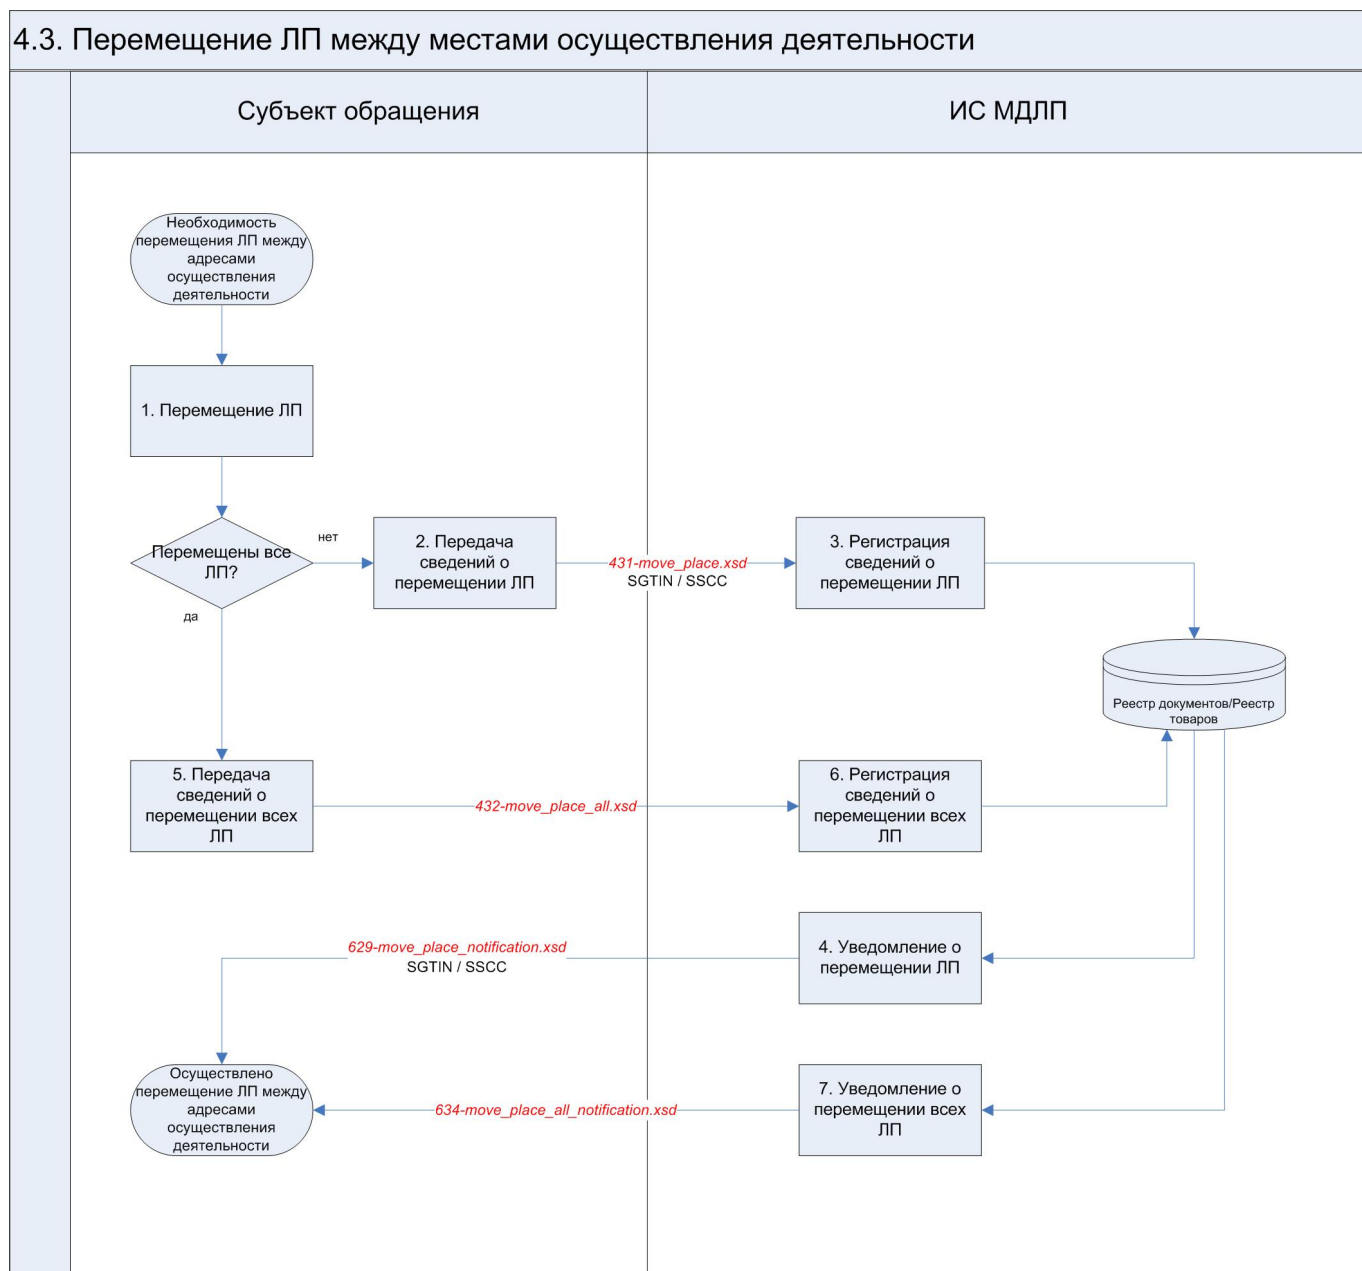 4.3. Перемещение ЛП между местами осуществления деятельности
Субъект обращения
ИС МДЛП
Необходимость
перемещения ЛП между
адресами
осуществления
деятельности
1. Перемещение ЛП
Перемещены все
ЛП?
нет
да
2. Передача
сведений о
перемещении ЛП
431-move_place.xsd
SGTIN / SSCC
3. Регистрация
сведений о
перемещении ЛП
Реестр документов/Реестр
товаров
5. Передача
сведений о
перемещении всех
ЛП
432-move_place_all.xsd
6. Регистрация
сведений о
перемещении всех
ЛП
629-move_place_notification.xsd
SGTIN / SSCC
4. Уведомление о
перемещении ЛП
Осуществлено
перемещение ЛП между
адресами
осуществления
деятельности
634-move_place_all_notification.xsd
7. Уведомление о
перемещении всех
ЛП